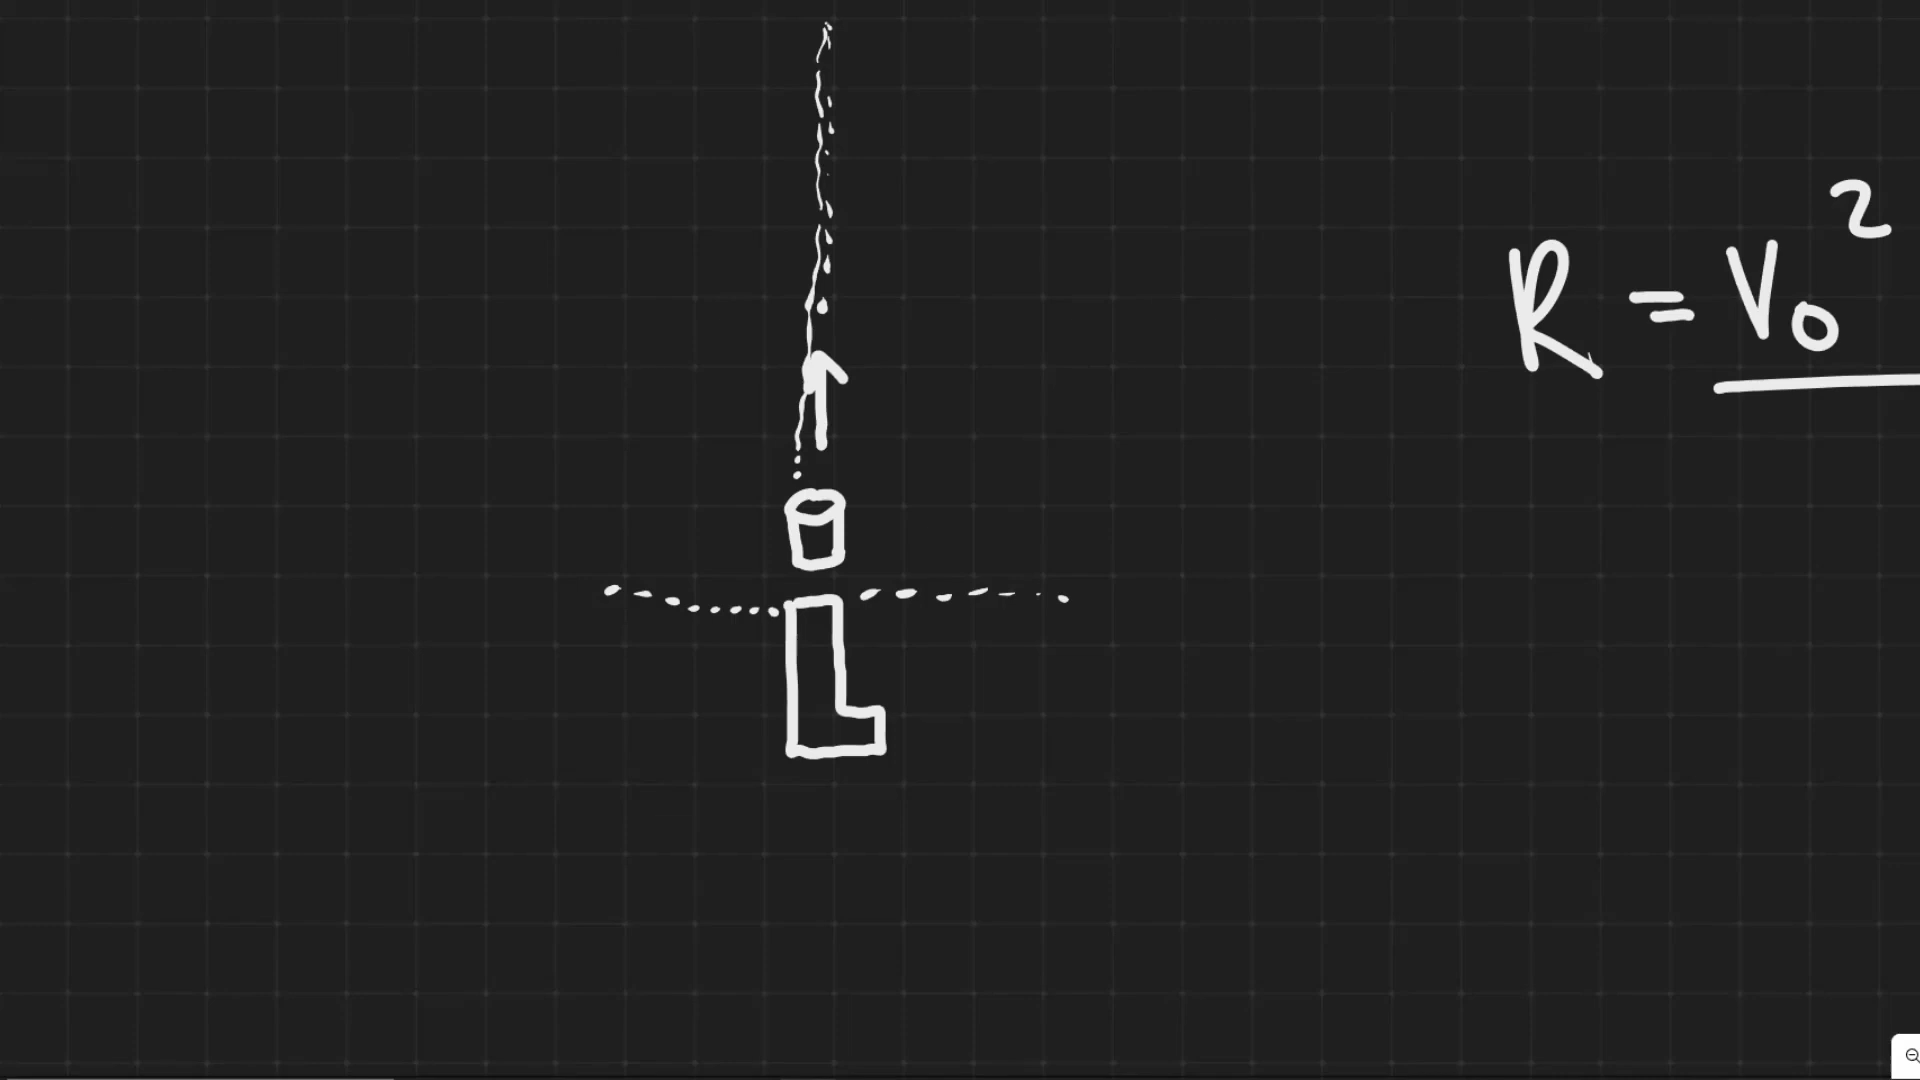 R = V₀²